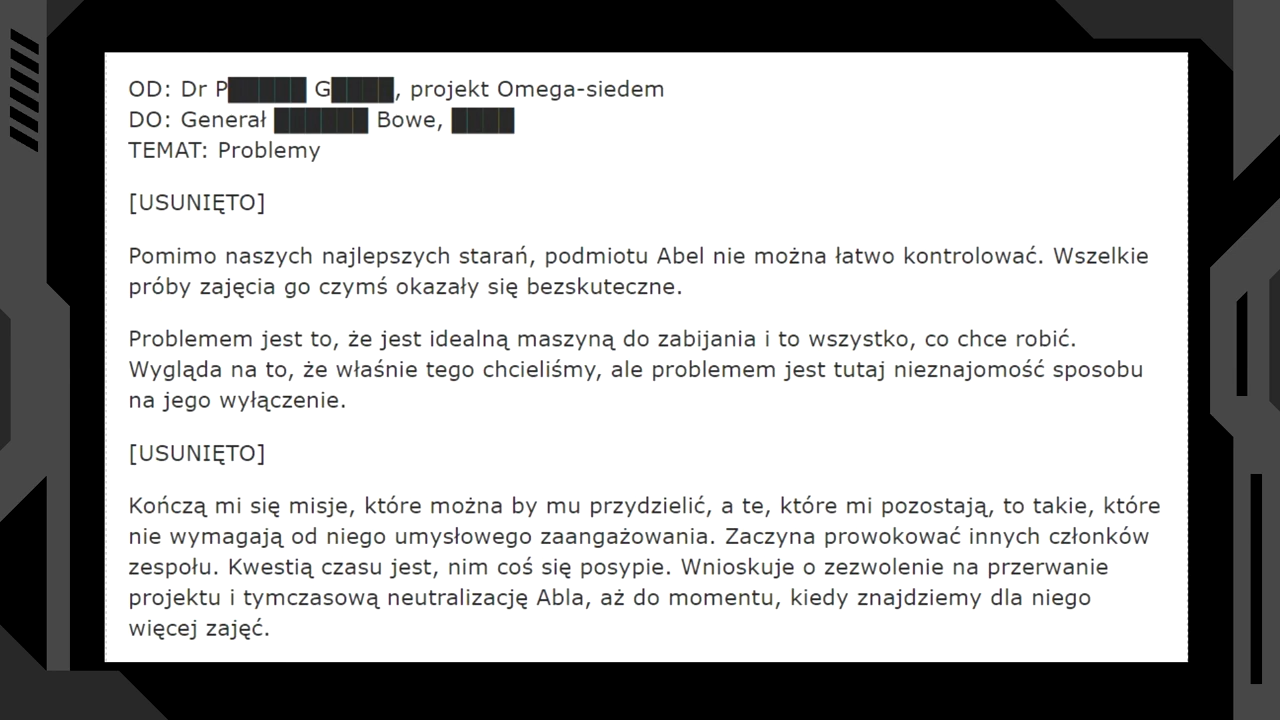 OD: Dr P█████ G████, projekt Omega-siedem
DO: Generał ██████ Bowe, ████
TEMAT: Problemy
[USUNIĘTO]
Pomimo naszych najlepszych starań, podmiotu Abel nie można łatwo kontrolować. Wszelkie
próby zajęcia go czymś okazały się bezskuteczne.
Problemem jest to, że jest idealną maszyną do zabijania i to wszystko, co chce robić.
Wygląda na to, że właśnie tego chcieliśmy, ale problemem jest tutaj nieznajomość sposobu
na jego wyłączenie.
[USUNIĘTO]
Kończą mi się misje, które można by mu przydzielić, a te, które mi pozostają, to takie, które
nie wymagają od niego umysłowego zaangażowania. Zaczyna prowokować innych członków
zespołu. Kwestią czasu jest, nim coś się posypie. Wnioskuje o zezwolenie na przerwanie
projektu i tymczasową neutralizację Abla, aż do momentu, kiedy znajdziemy dla niego
więcej zajęć.